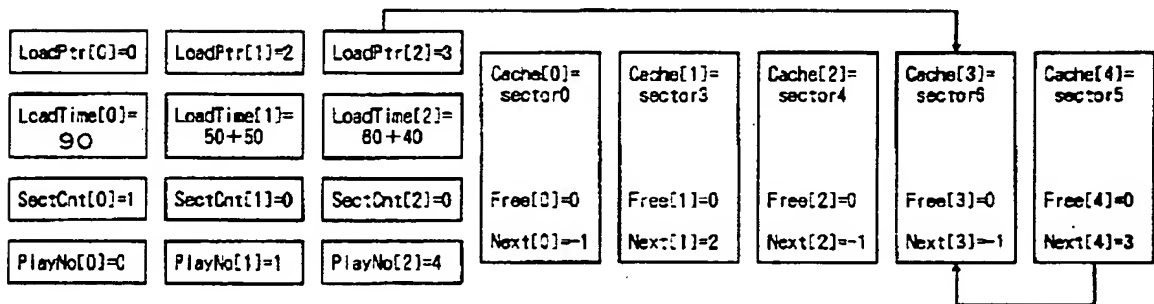 LoadPtr[0]=0
LoadPtr[1]=2
LoadPtr[2]=3
LoadTime[0]=
90
LoadTime[1]=
50+50
LoadTime[2]=
60+40
SectCnt[0]=1
SectCnt[1]=0
SectCnt[2]=0
PlayNo[0]=0
PlayNo[1]=1
PlayNo[2]=4
Cache[0]=
sector0
Free[0]=0
Next[0]=-1
Cache[1]=
sector3
Free[1]=0
Next[1]=2
Cache[2]=
sector4
Free[2]=0
Next[2]=-1
Cache[3]=
sector6
Free[3]=0
Next[3]=-1
Cache[4]=
sector5
Free[4]=0
Next[4]=3